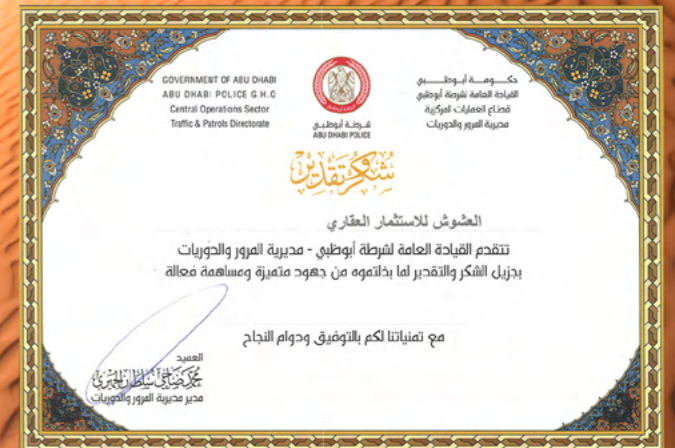 GOVERNMENT OF ABU DHABI
ABU DHABI POLICE G.H.Q
Central Operations Sector
Traffic & Patrols Directorate
شرطة أبوظبي
ABU DHABI POLICE
حكومة أبوظبي
القيادة العامة لشرطة أبوظبي
قطاع العمليات المركزية
مديرية المرور والدوريات
شكر وتقدير
العشوش للاستثمار العقاري
تتقدم القيادة العامة لشرطة أبوظبي - مديرية المرور والدوريات
بجزيل الشكر والتقدير لما بذلتموه من جهود متميزة ومساهمة فعالة
مع تمنياتنا لكم بالتوفيق ودوام النجاح
العميد
مدير مديرية المرور والدوريات